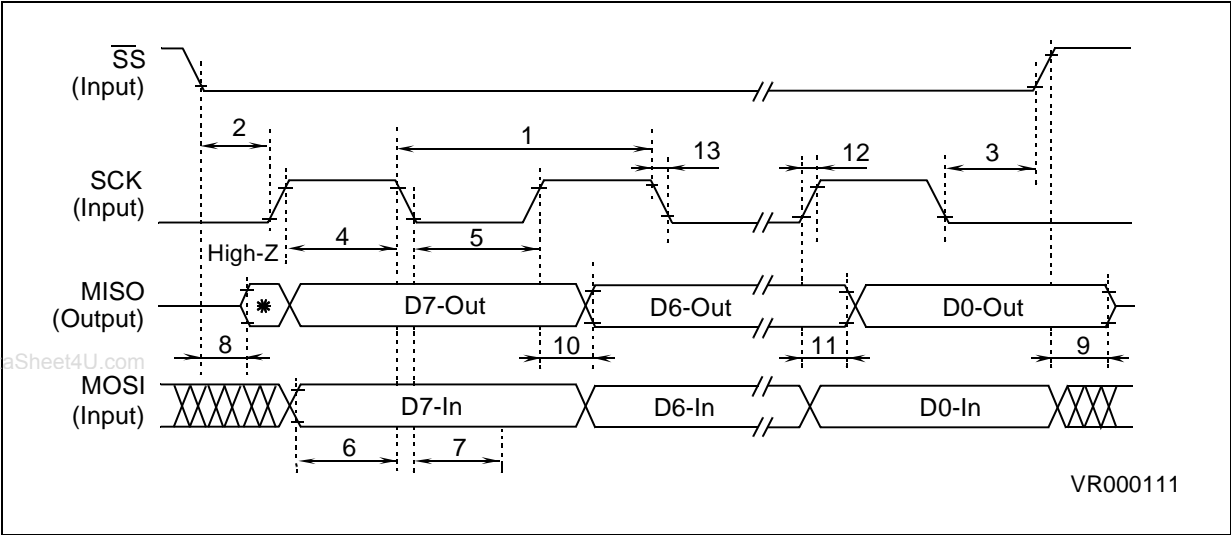 SS
(Input)
2
1
13
12
3
SCK
(Input)
High-Z
4
5
MISO
(Output)
D7-Out
D6-Out
D0-Out
8
10
11
9
aSheet4U.com
MOSI
(Input)
D7-In
D6-In
D0-In
6
7
VR000111